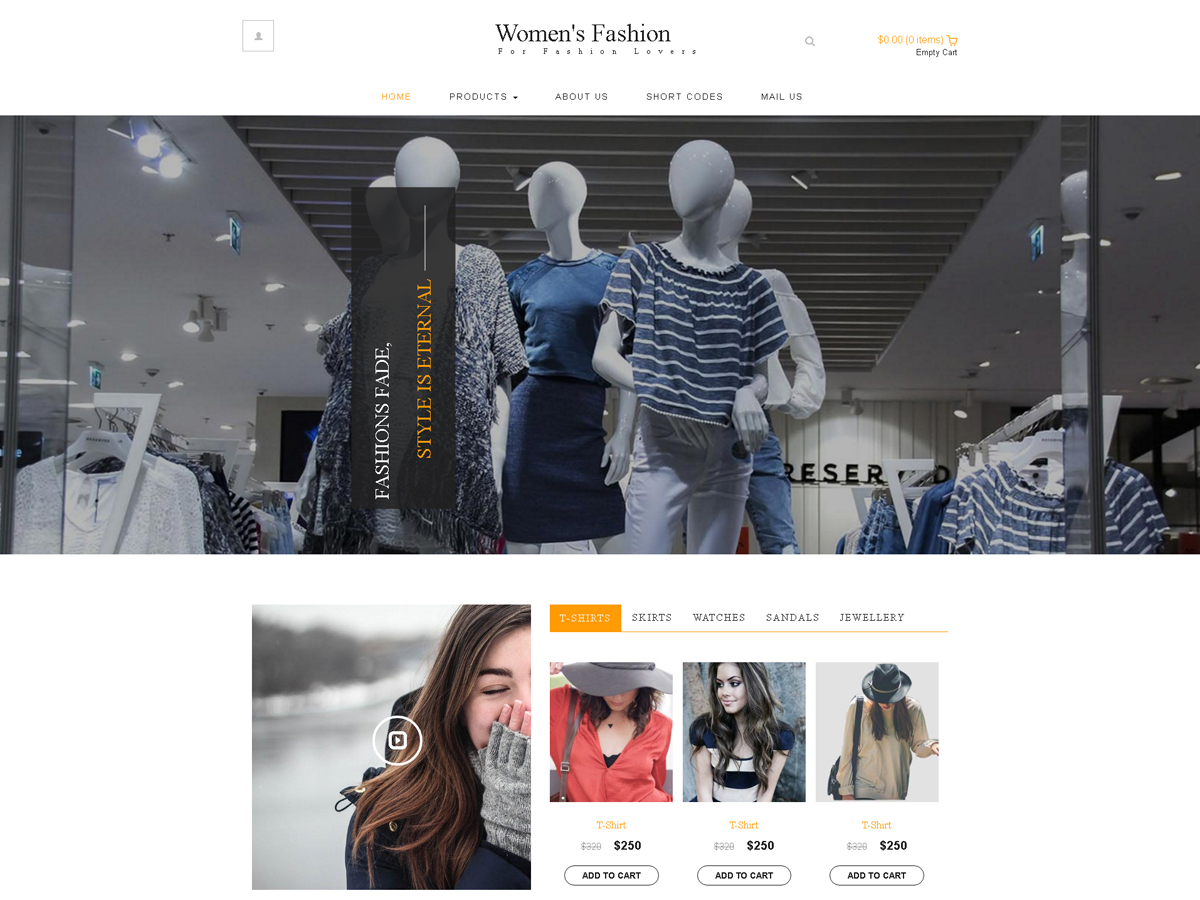 Women's Fashion
For Fashion Lovers
$0.00 (0 items)
Empty Cart
HOME
PRODUCTS
ABOUT US
SHORT CODES
MAIL US
FASHIONS FADE,
STYLE IS ETERNAL
T-SHIRTS
SKIRTS
WATCHES
SANDALS
JEWELLERY
T-Shirt
$320 $250
ADD TO CART
T-Shirt
$320 $250
ADD TO CART
T-Shirt
$320 $250
ADD TO CART